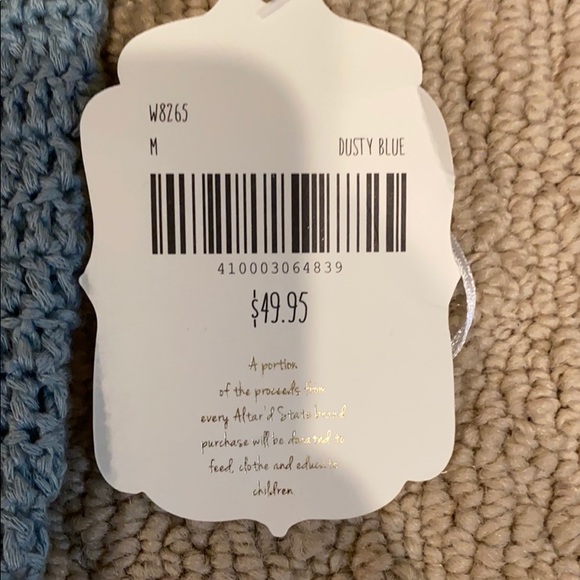 W8265
M DUSTY BLUE
410003064839
$49.95
A portion
of the proceeds from
every Altar'd State brand
purchase will be donated to
feed, clothe and educate
children